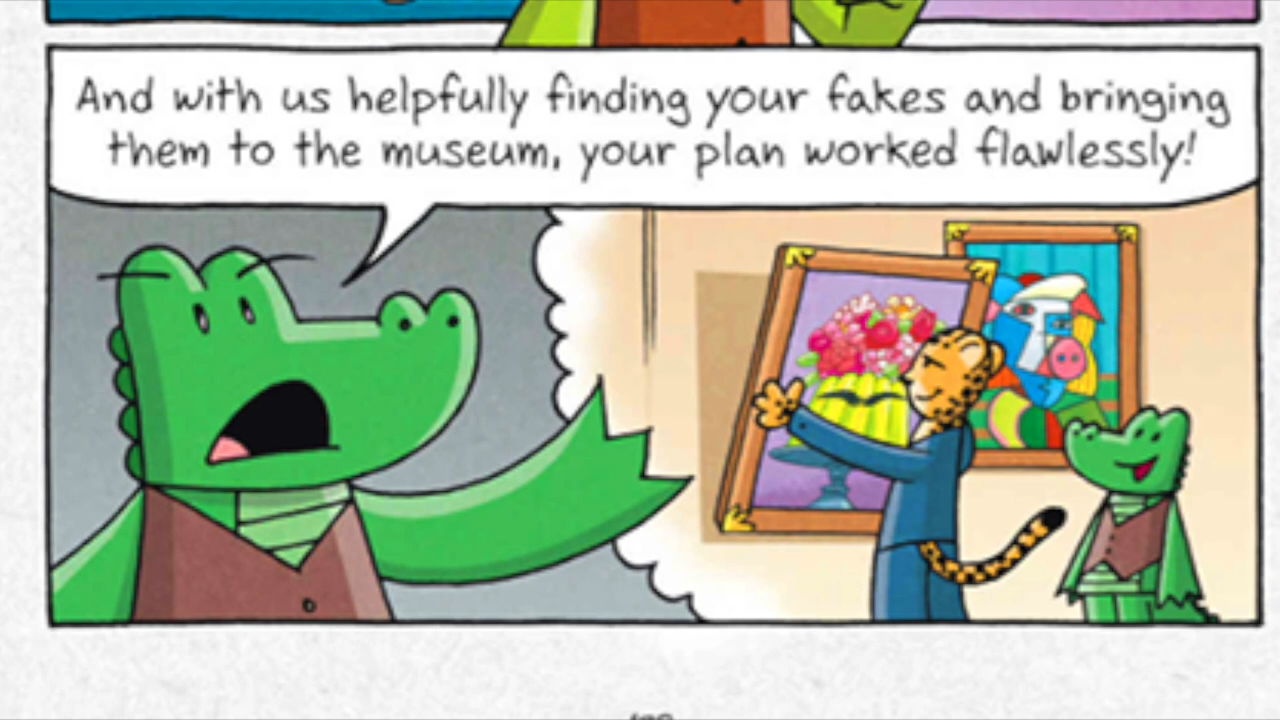 And with us helpfully finding your fakes and bringing
them to the museum, your plan worked flawlessly!